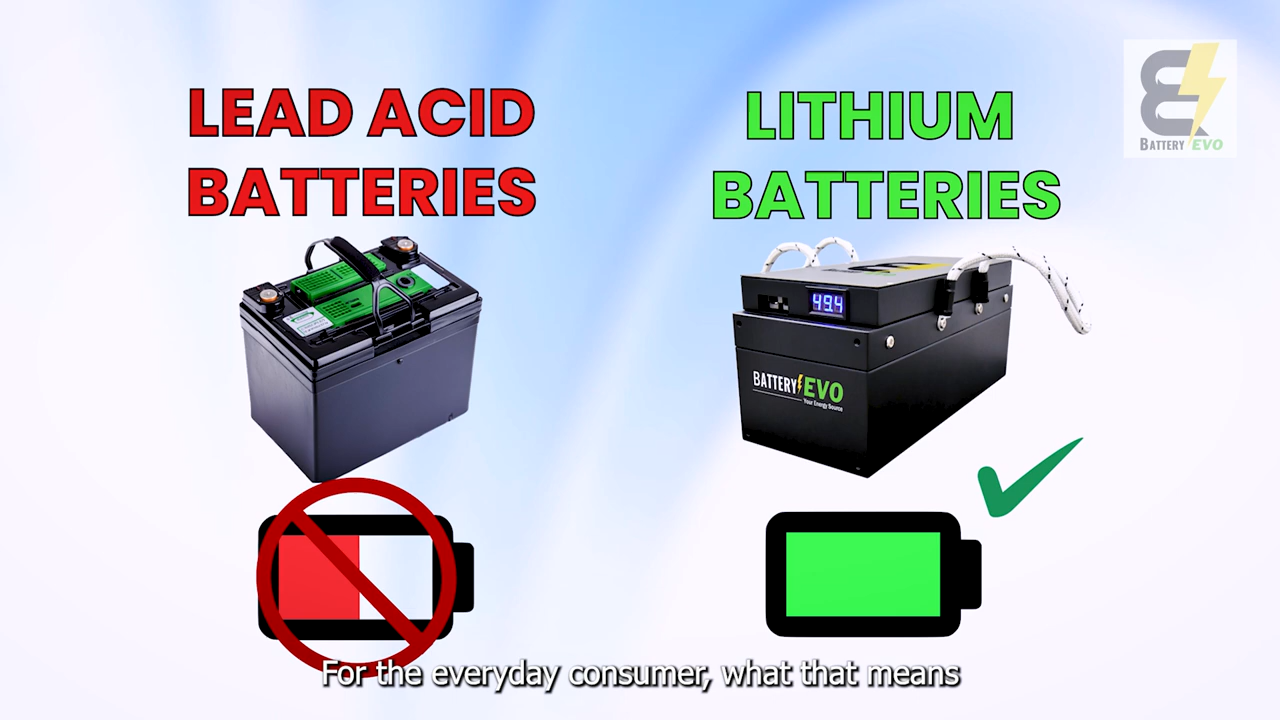 LEAD ACID
BATTERIES
LITHIUM
BATTERIES
BATTERY EVO
49.4
BATTERY EVO
Your Energy Source
For the everyday consumer, what that means